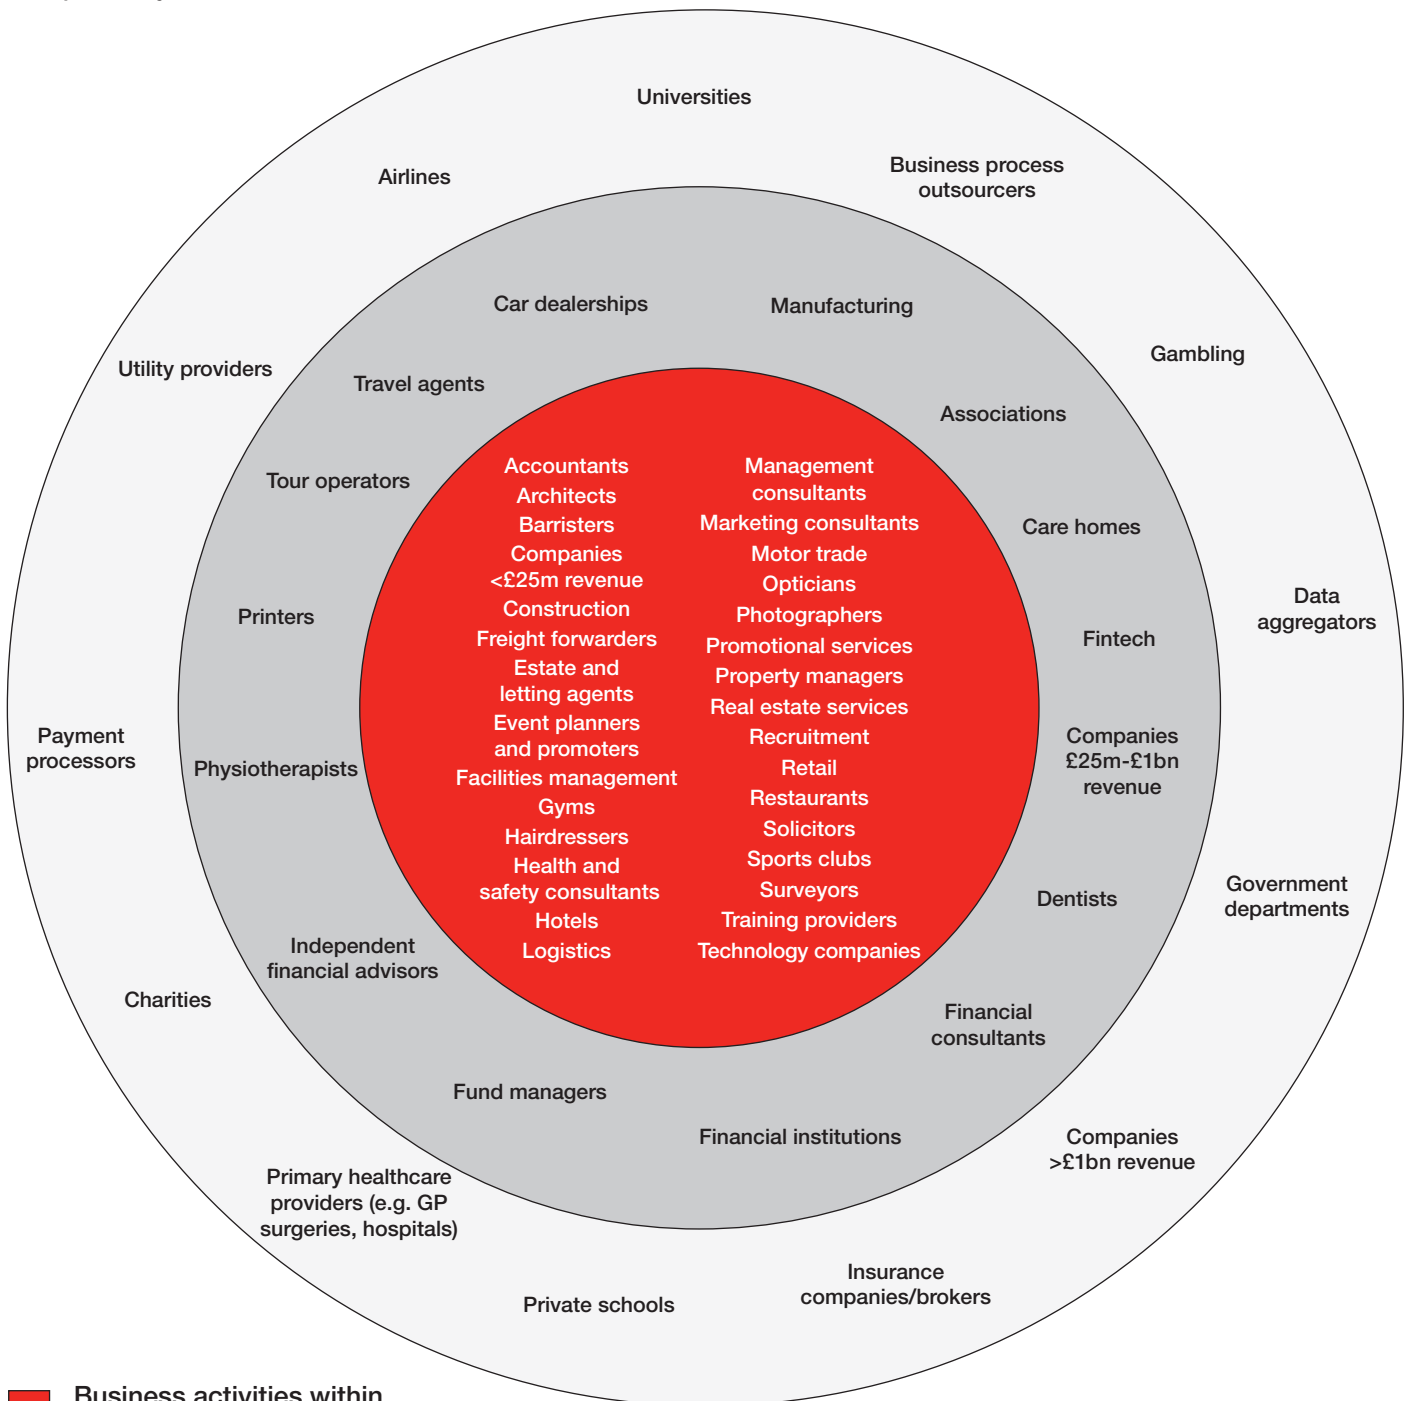 Universities
Airlines
Business process
outsourcers
Car dealerships
Manufacturing
Utility providers
Travel agents
Gambling
Associations
Tour operators
Care homes
Printers
Fintech
Data
aggregators
Payment
processors
Physiotherapists
Companies
£25m-£1bn
revenue
Dentists
Government
departments
Independent
financial advisors
Charities
Financial
consultants
Fund managers
Financial institutions
Companies
>£1bn revenue
Primary healthcare
providers (e.g. GP
surgeries, hospitals)
Private schools
Insurance
companies/brokers
Accountants
Architects
Barristers
Companies
<£25m revenue
Construction
Freight forwarders
Estate and
letting agents
Event planners
and promoters
Facilities management
Gyms
Hairdressers
Health and
safety consultants
Hotels
Logistics
Management
consultants
Marketing consultants
Motor trade
Opticians
Photographers
Promotional services
Property managers
Real estate services
Recruitment
Retail
Restaurants
Solicitors
Sports clubs
Surveyors
Training providers
Technology companies
Business activities within